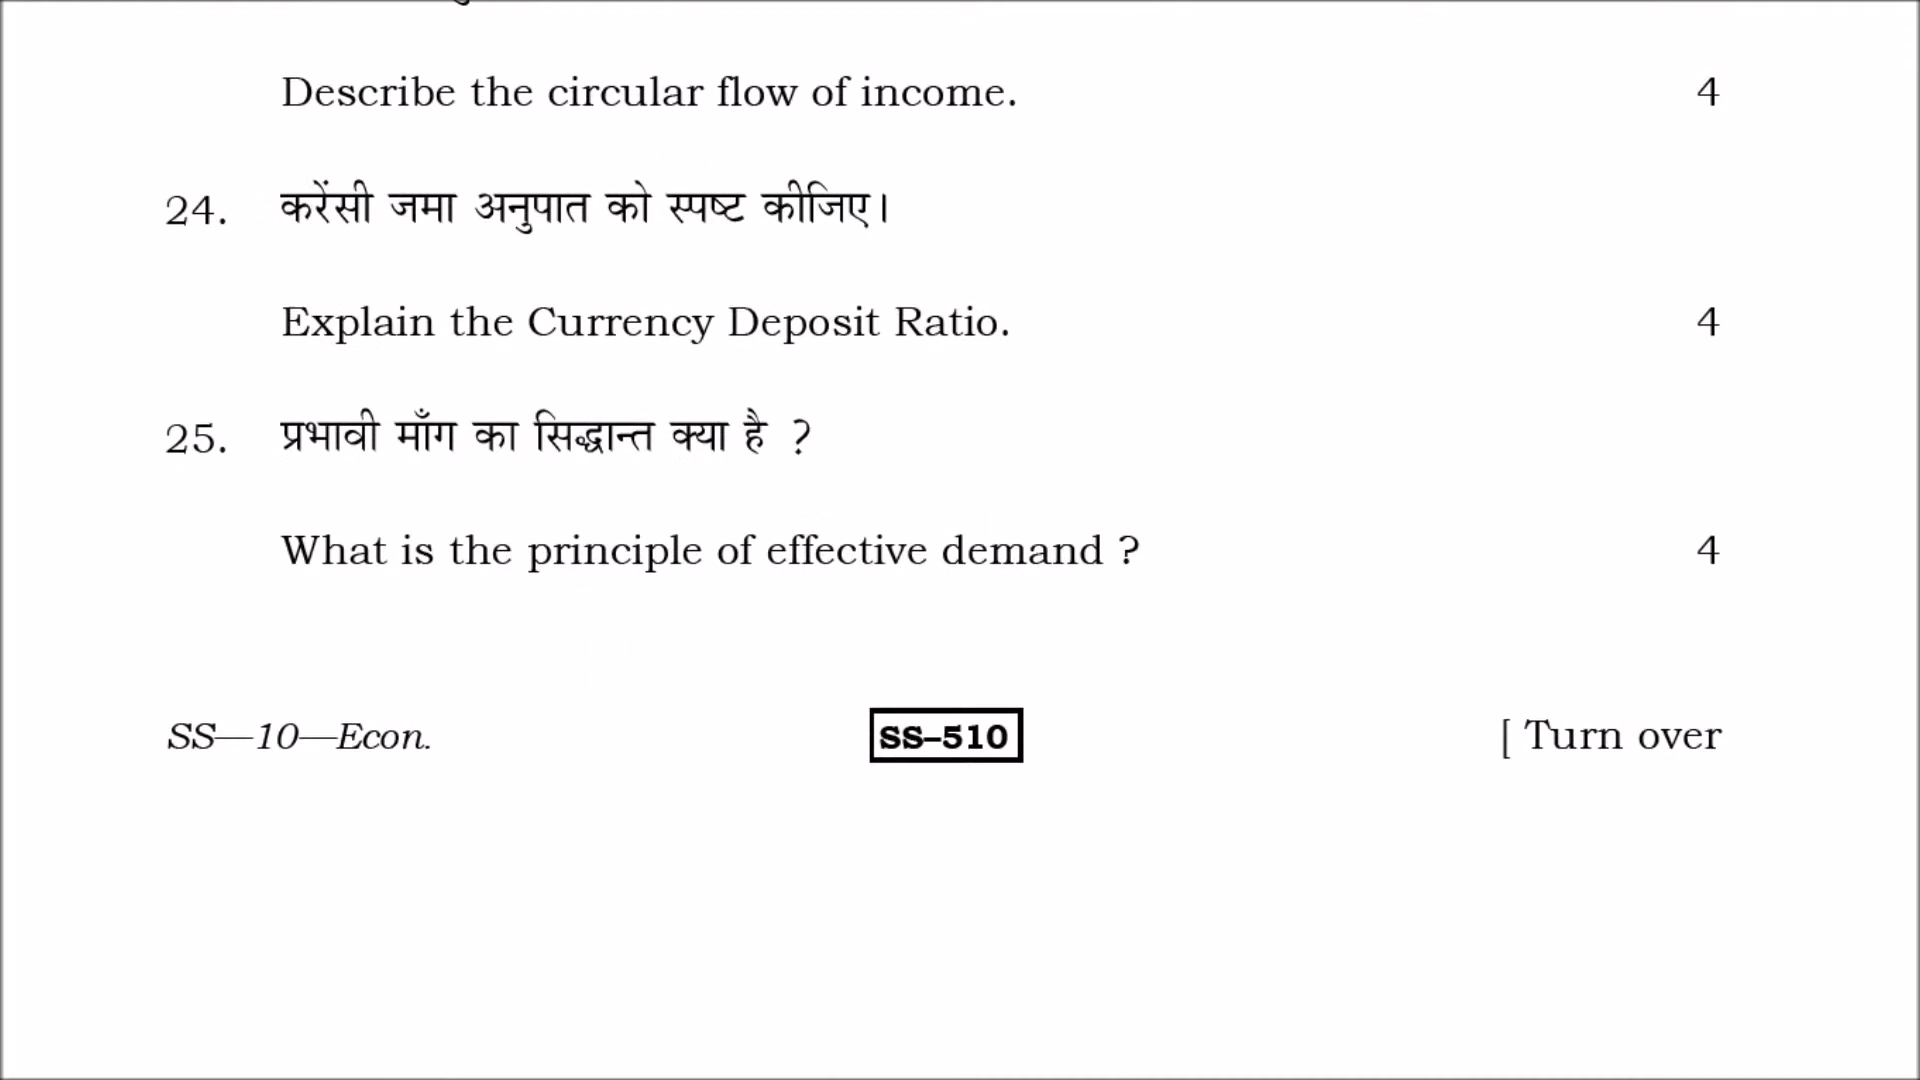 Describe the circular flow of income. 4
24. करेंसी जमा अनुपात को स्पष्ट कीजिए।
Explain the Currency Deposit Ratio. 4
25. प्रभावी माँग का सिद्धान्त क्या है ?
What is the principle of effective demand ? 4
SS—10—Econ. SS–510 [ Turn over